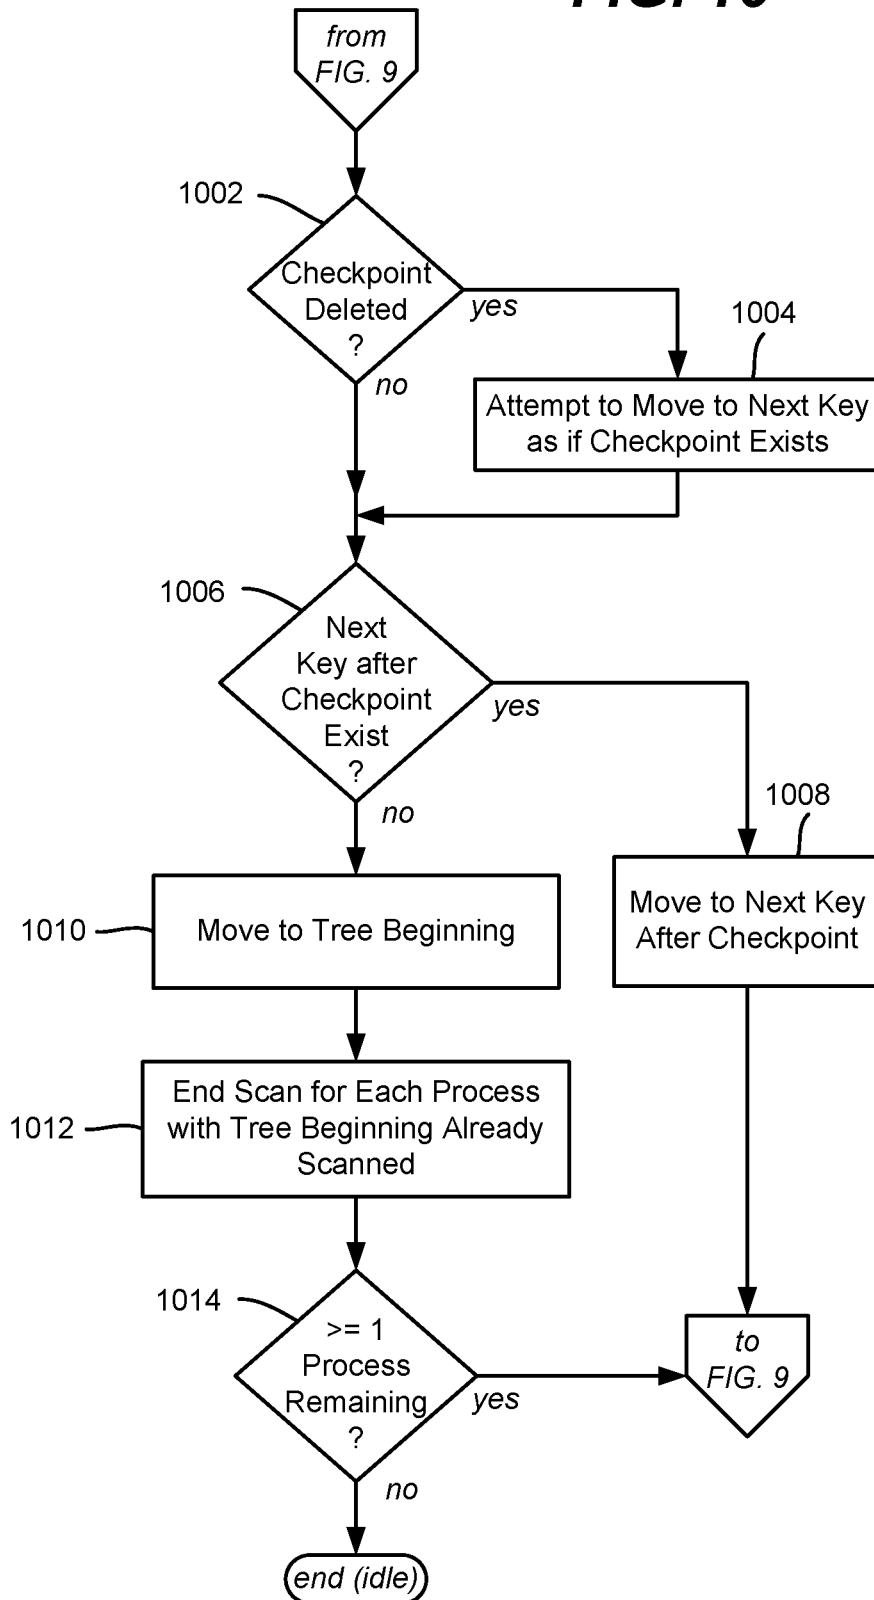 FIG. 10
from
FIG. 9
1002
Checkpoint
Deleted
?
yes
no
1004
Attempt to Move to Next Key
as if Checkpoint Exists
1006
Next
Key after
Checkpoint
Exist
?
yes
no
1008
Move to Next Key
After Checkpoint
1010
Move to Tree Beginning
1012
End Scan for Each Process
with Tree Beginning Already
Scanned
1014
>= 1
Process
Remaining
?
yes
no
to
FIG. 9
end (idle)